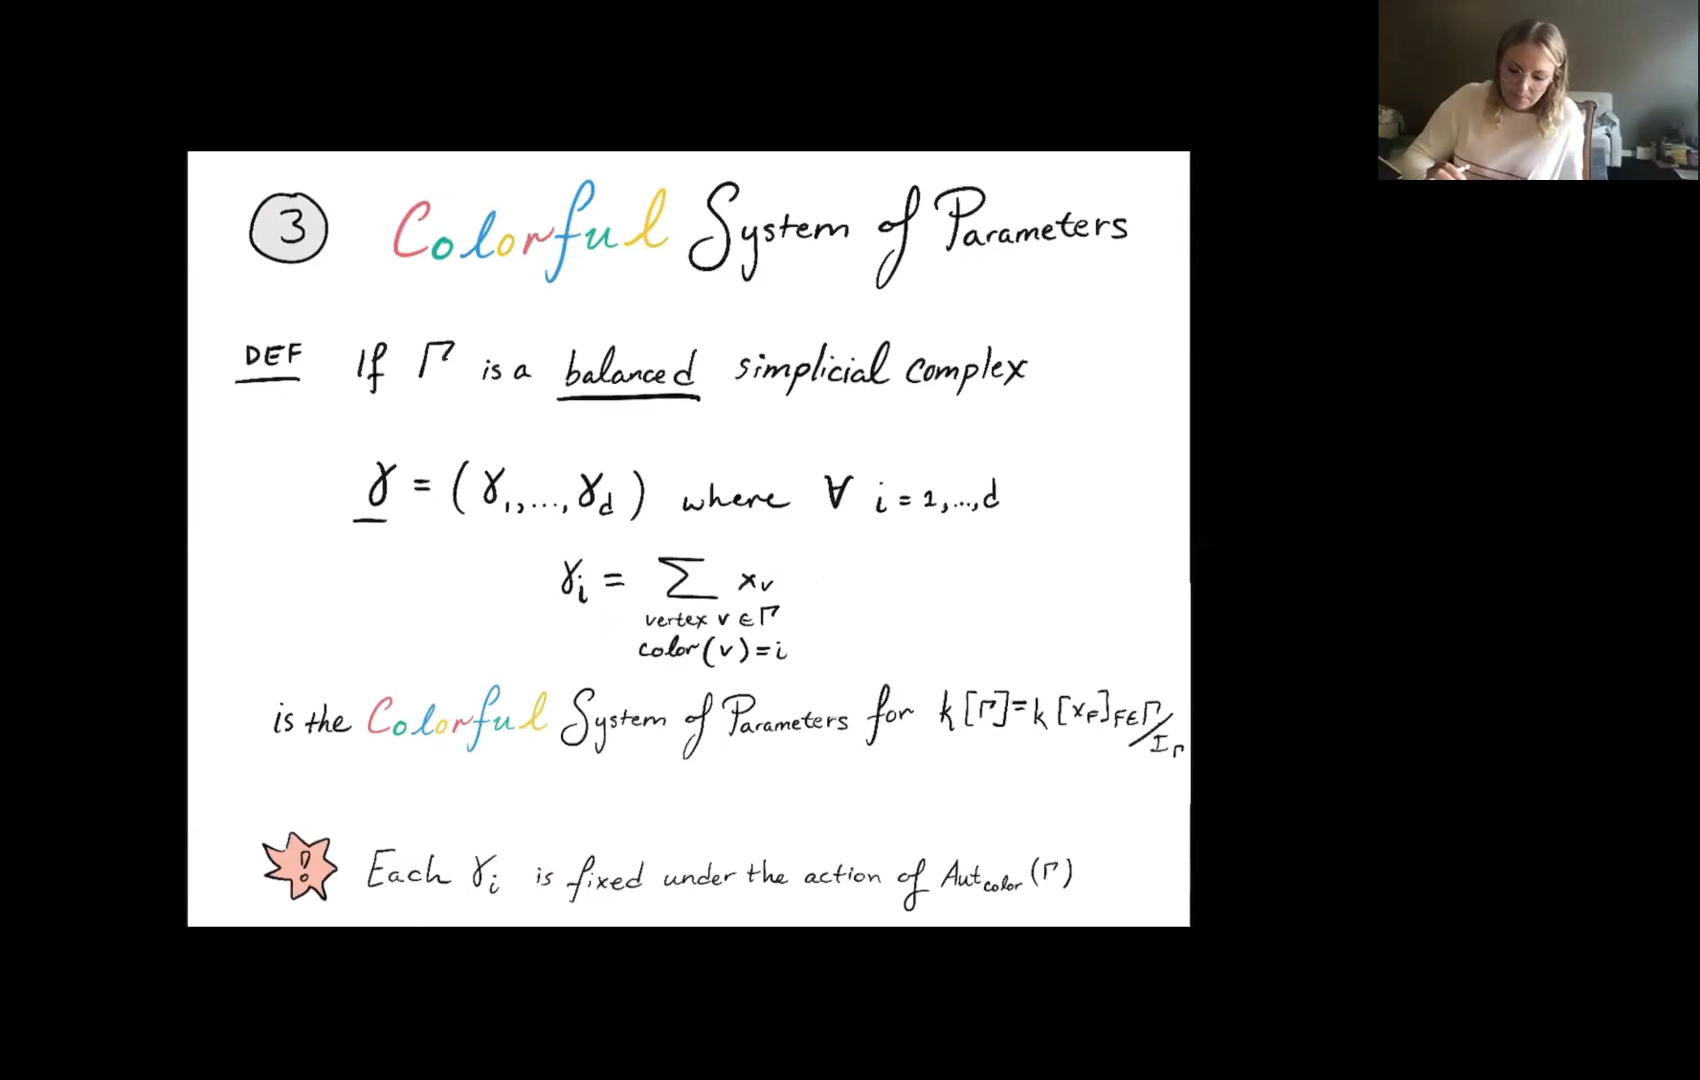 3 Colorful System of Parameters
DEF If Γ is a balanced simplicial complex
γ = (γ₁,...,γd) where ∀ i = 1,...,d
γi = Σ xv
vertex v ∈ Γ
color(v) = i
is the Colorful System of Parameters for k[Γ] = k[xF]F∈Γ/IΓ
! Each γi is fixed under the action of Autcolor(Γ)